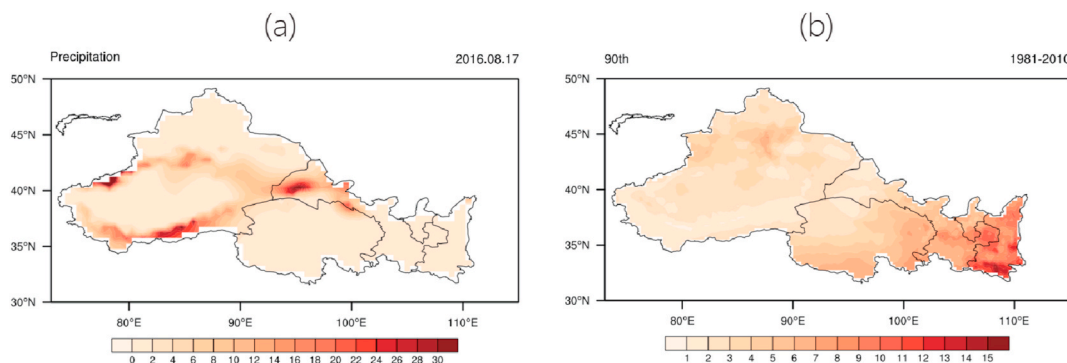 (a)
Precipitation 2016.08.17
50°N
45°N
40°N
35°N
30°N
80°E 90°E 100°E 110°E
0 2 4 6 8 10 12 14 16 18 20 22 24 26 28 30
(b)
90th 1981-2010
50°N
45°N
40°N
35°N
30°N
80°E 90°E 100°E 110°E
1 2 3 4 5 6 7 8 9 10 11 12 13 14 15